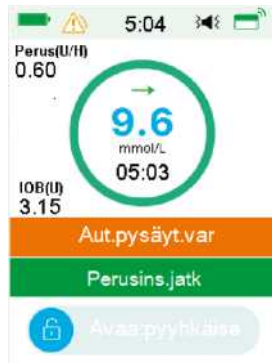 5:04
Perus(U/H)
0.60
9.6
mmol/L
05:03
IOB(U)
3.15
Aut.pysäyt.var
Perusins.jatk
Avaa:pyyhkäise